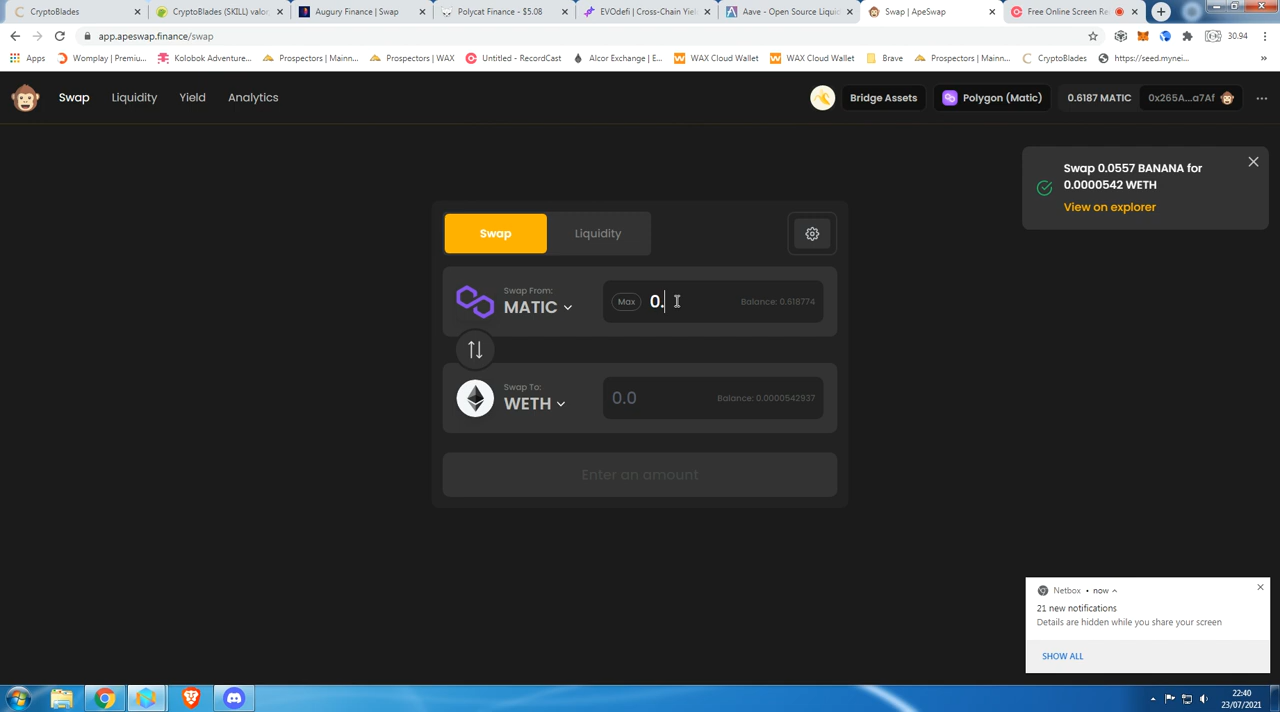 CryptoBlades
CryptoBlades (SKILL) valor
Augury Finance | Swap
Polycat Finance - $5.08
EVOdefi | Cross-Chain Yie
Aave - Open Source Liquid
Swap | ApeSwap
Free Online Screen Re
app.apeswap.finance/swap
30.94
Apps
Womplay | Premiu...
Kolobok Adventure...
Prospectors | Mainn...
Prospectors | WAX
Untitled - RecordCast
Alcor Exchange | E...
WAX Cloud Wallet
WAX Cloud Wallet
Brave
Prospectors | Mainn...
CryptoBlades
https://seed.mynei...
Swap
Liquidity
Yield
Analytics
Bridge Assets
Polygon (Matic)
0.6187 MATIC
0x265A...a7Af
Swap 0.0557 BANANA for
0.0000542 WETH
View on explorer
Swap
Liquidity
Swap From:
MATIC
Max
0.
Balance: 0.618774
Swap To:
WETH
0.0
Balance: 0.0000542937
Enter an amount
Netbox • now
21 new notifications
Details are hidden while you share your screen
SHOW ALL
22:40
23/07/2021